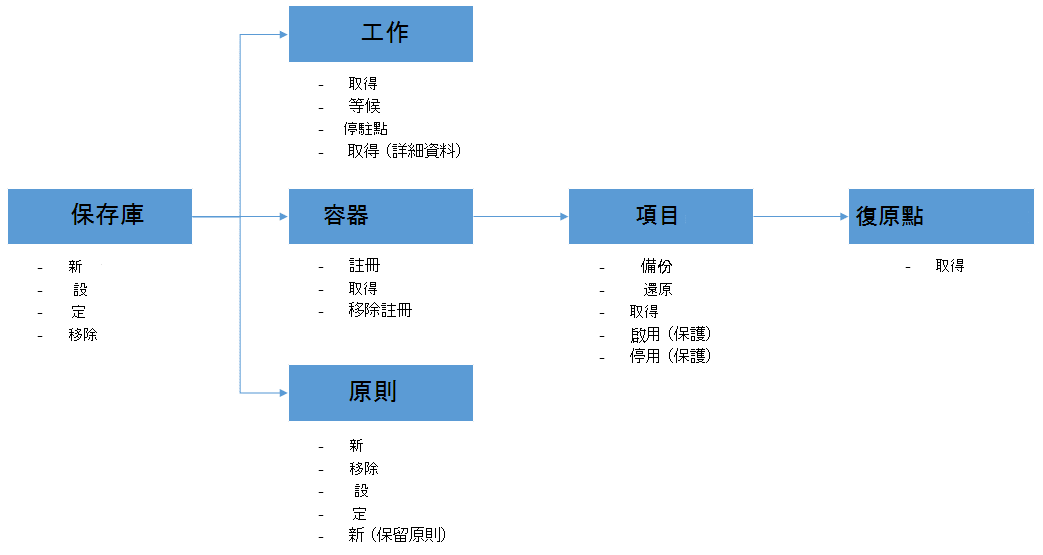 工作
- 取得
- 等候
- 停駐點
- 取得 (詳細資料)
保存庫
- 新
- 設
- 定
- 移除
容器
- 註冊
- 取得
- 移除註冊
項目
- 備份
- 還原
- 取得
- 啟用 (保護)
- 停用 (保護)
復原點
- 取得
原則
- 新
- 移除
- 設
- 定
- 新 (保留原則)